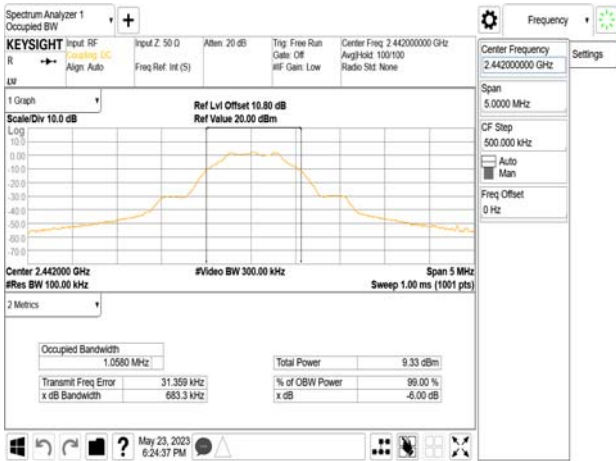 Spectrum Analyzer 1
Occupied BW
Frequency
KEYSIGHT
Input: RF
Coupling: DC
Align: Auto
Input Z: 50 Ω
Freq Ref: Int (S)
Atten: 20 dB
Trig: Free Run
Gate: Off
#IF Gain: Low
Center Freq: 2.442000000 GHz
Avg|Hold: 100/100
Radio Std: None
R
LXI
Center Frequency
2.442000000 GHz
Settings
Span
5.0000 MHz
CF Step
500.000 kHz
Auto
Man
Freq Offset
0 Hz
1 Graph
Scale/Div 10.0 dB
Ref Lvl Offset 10.80 dB
Ref Value 20.00 dBm
Log
10.0
0.00
-10.0
-20.0
-30.0
-40.0
-50.0
-60.0
-70.0
Center 2.442000 GHz
#Res BW 100.00 kHz
#Video BW 300.00 kHz
Span 5 MHz
Sweep 1.00 ms (1001 pts)
2 Metrics
Occupied Bandwidth
1.0580 MHz
Total Power 9.33 dBm
Transmit Freq Error 31.359 kHz
% of OBW Power 99.00 %
x dB Bandwidth 683.3 kHz
x dB -6.00 dB
May 23, 2023
6:24:37 PM